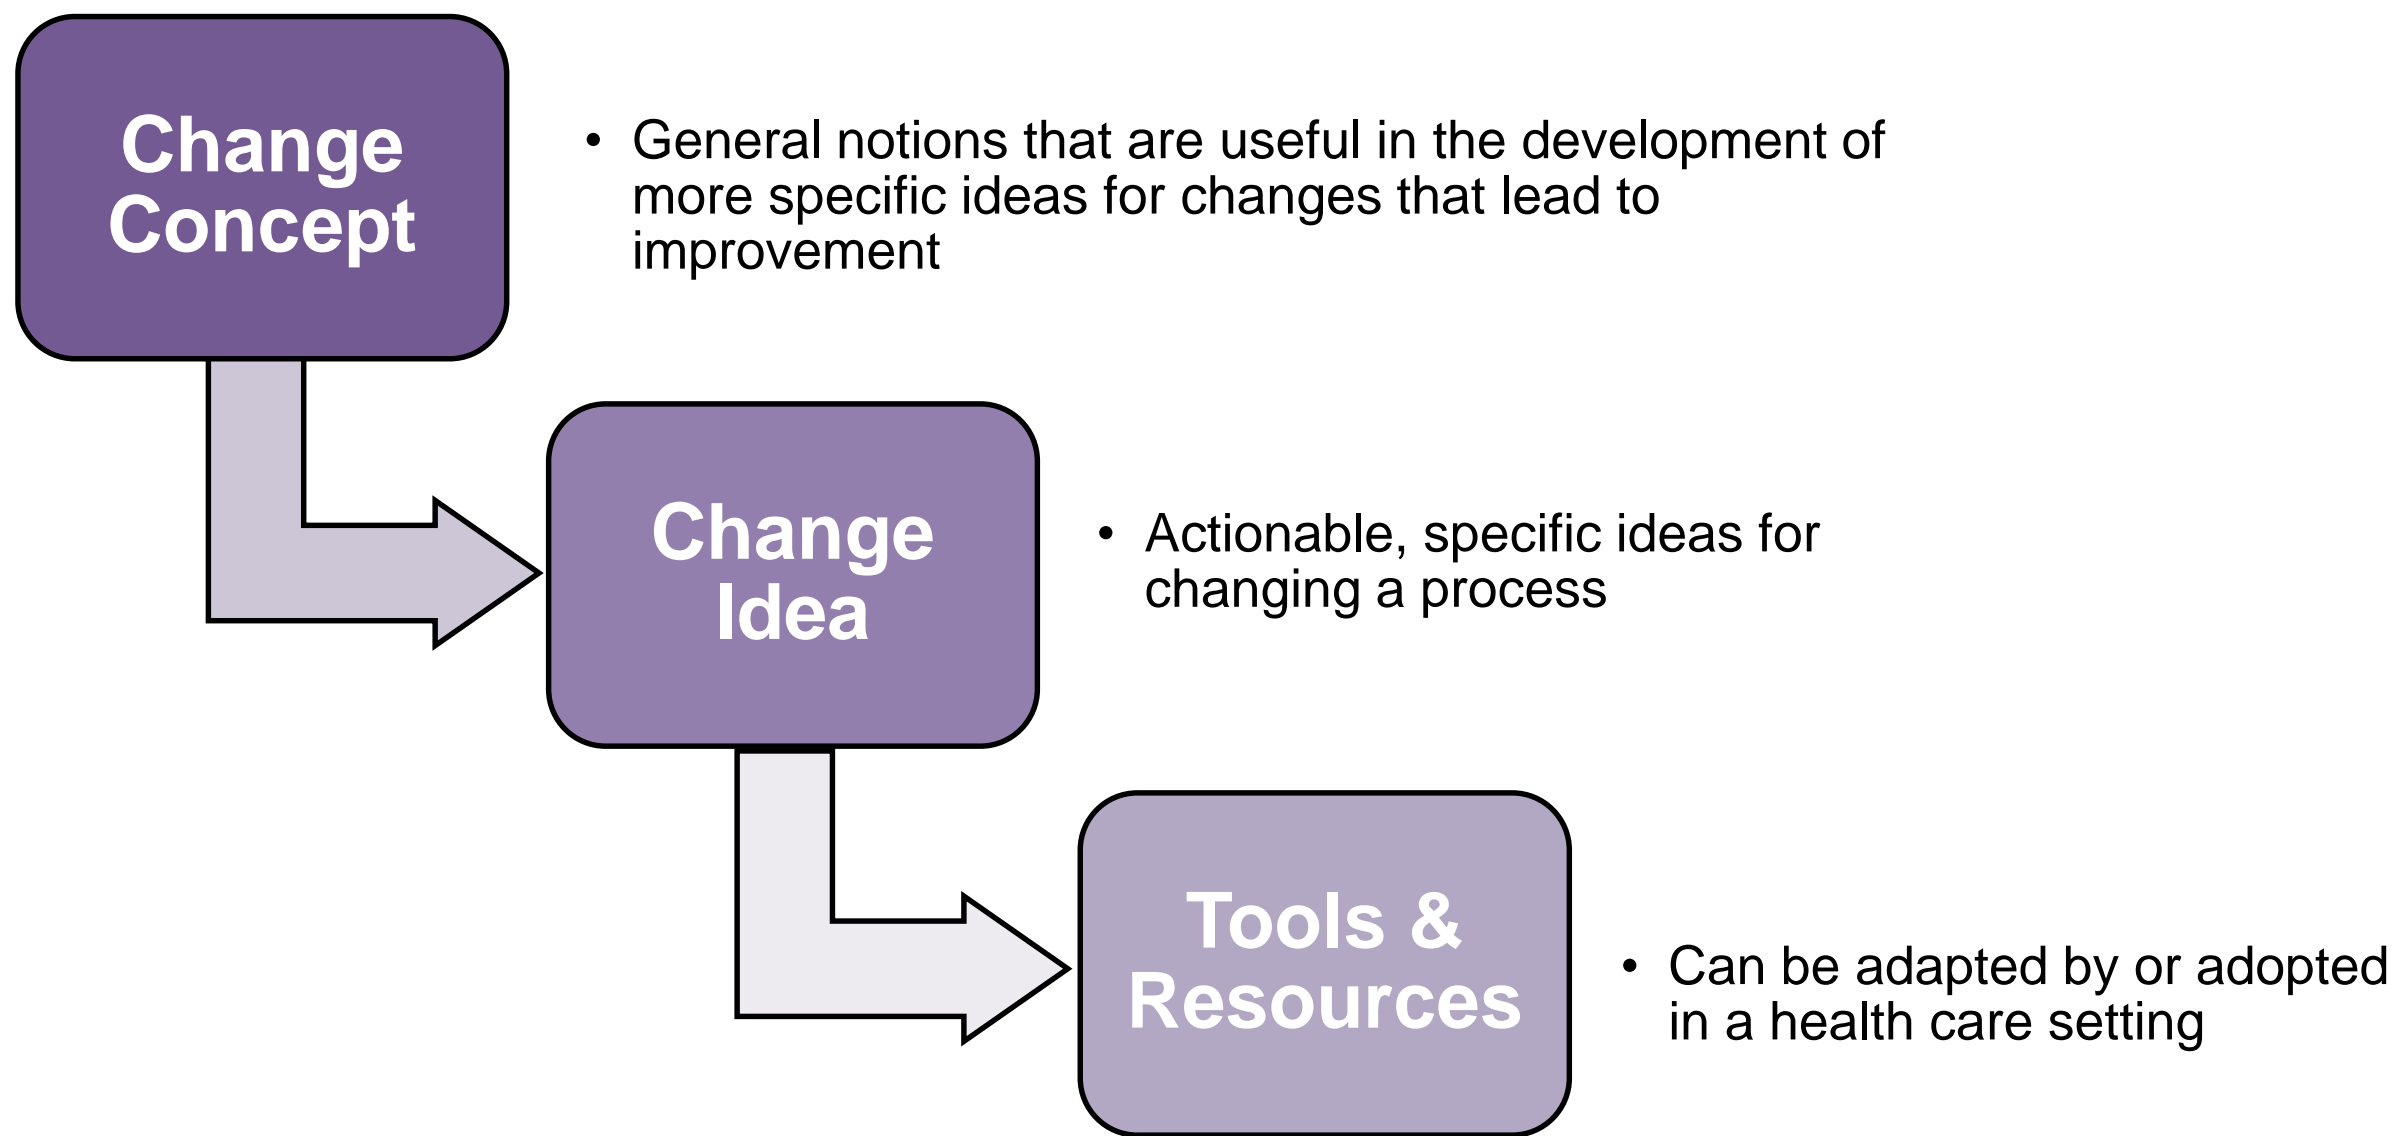 Change
Concept
• General notions that are useful in the development of
more specific ideas for changes that lead to
improvement
Change
Idea
• Actionable, specific ideas for
changing a process
Tools &
Resources
• Can be adapted by or adopted
in a health care setting